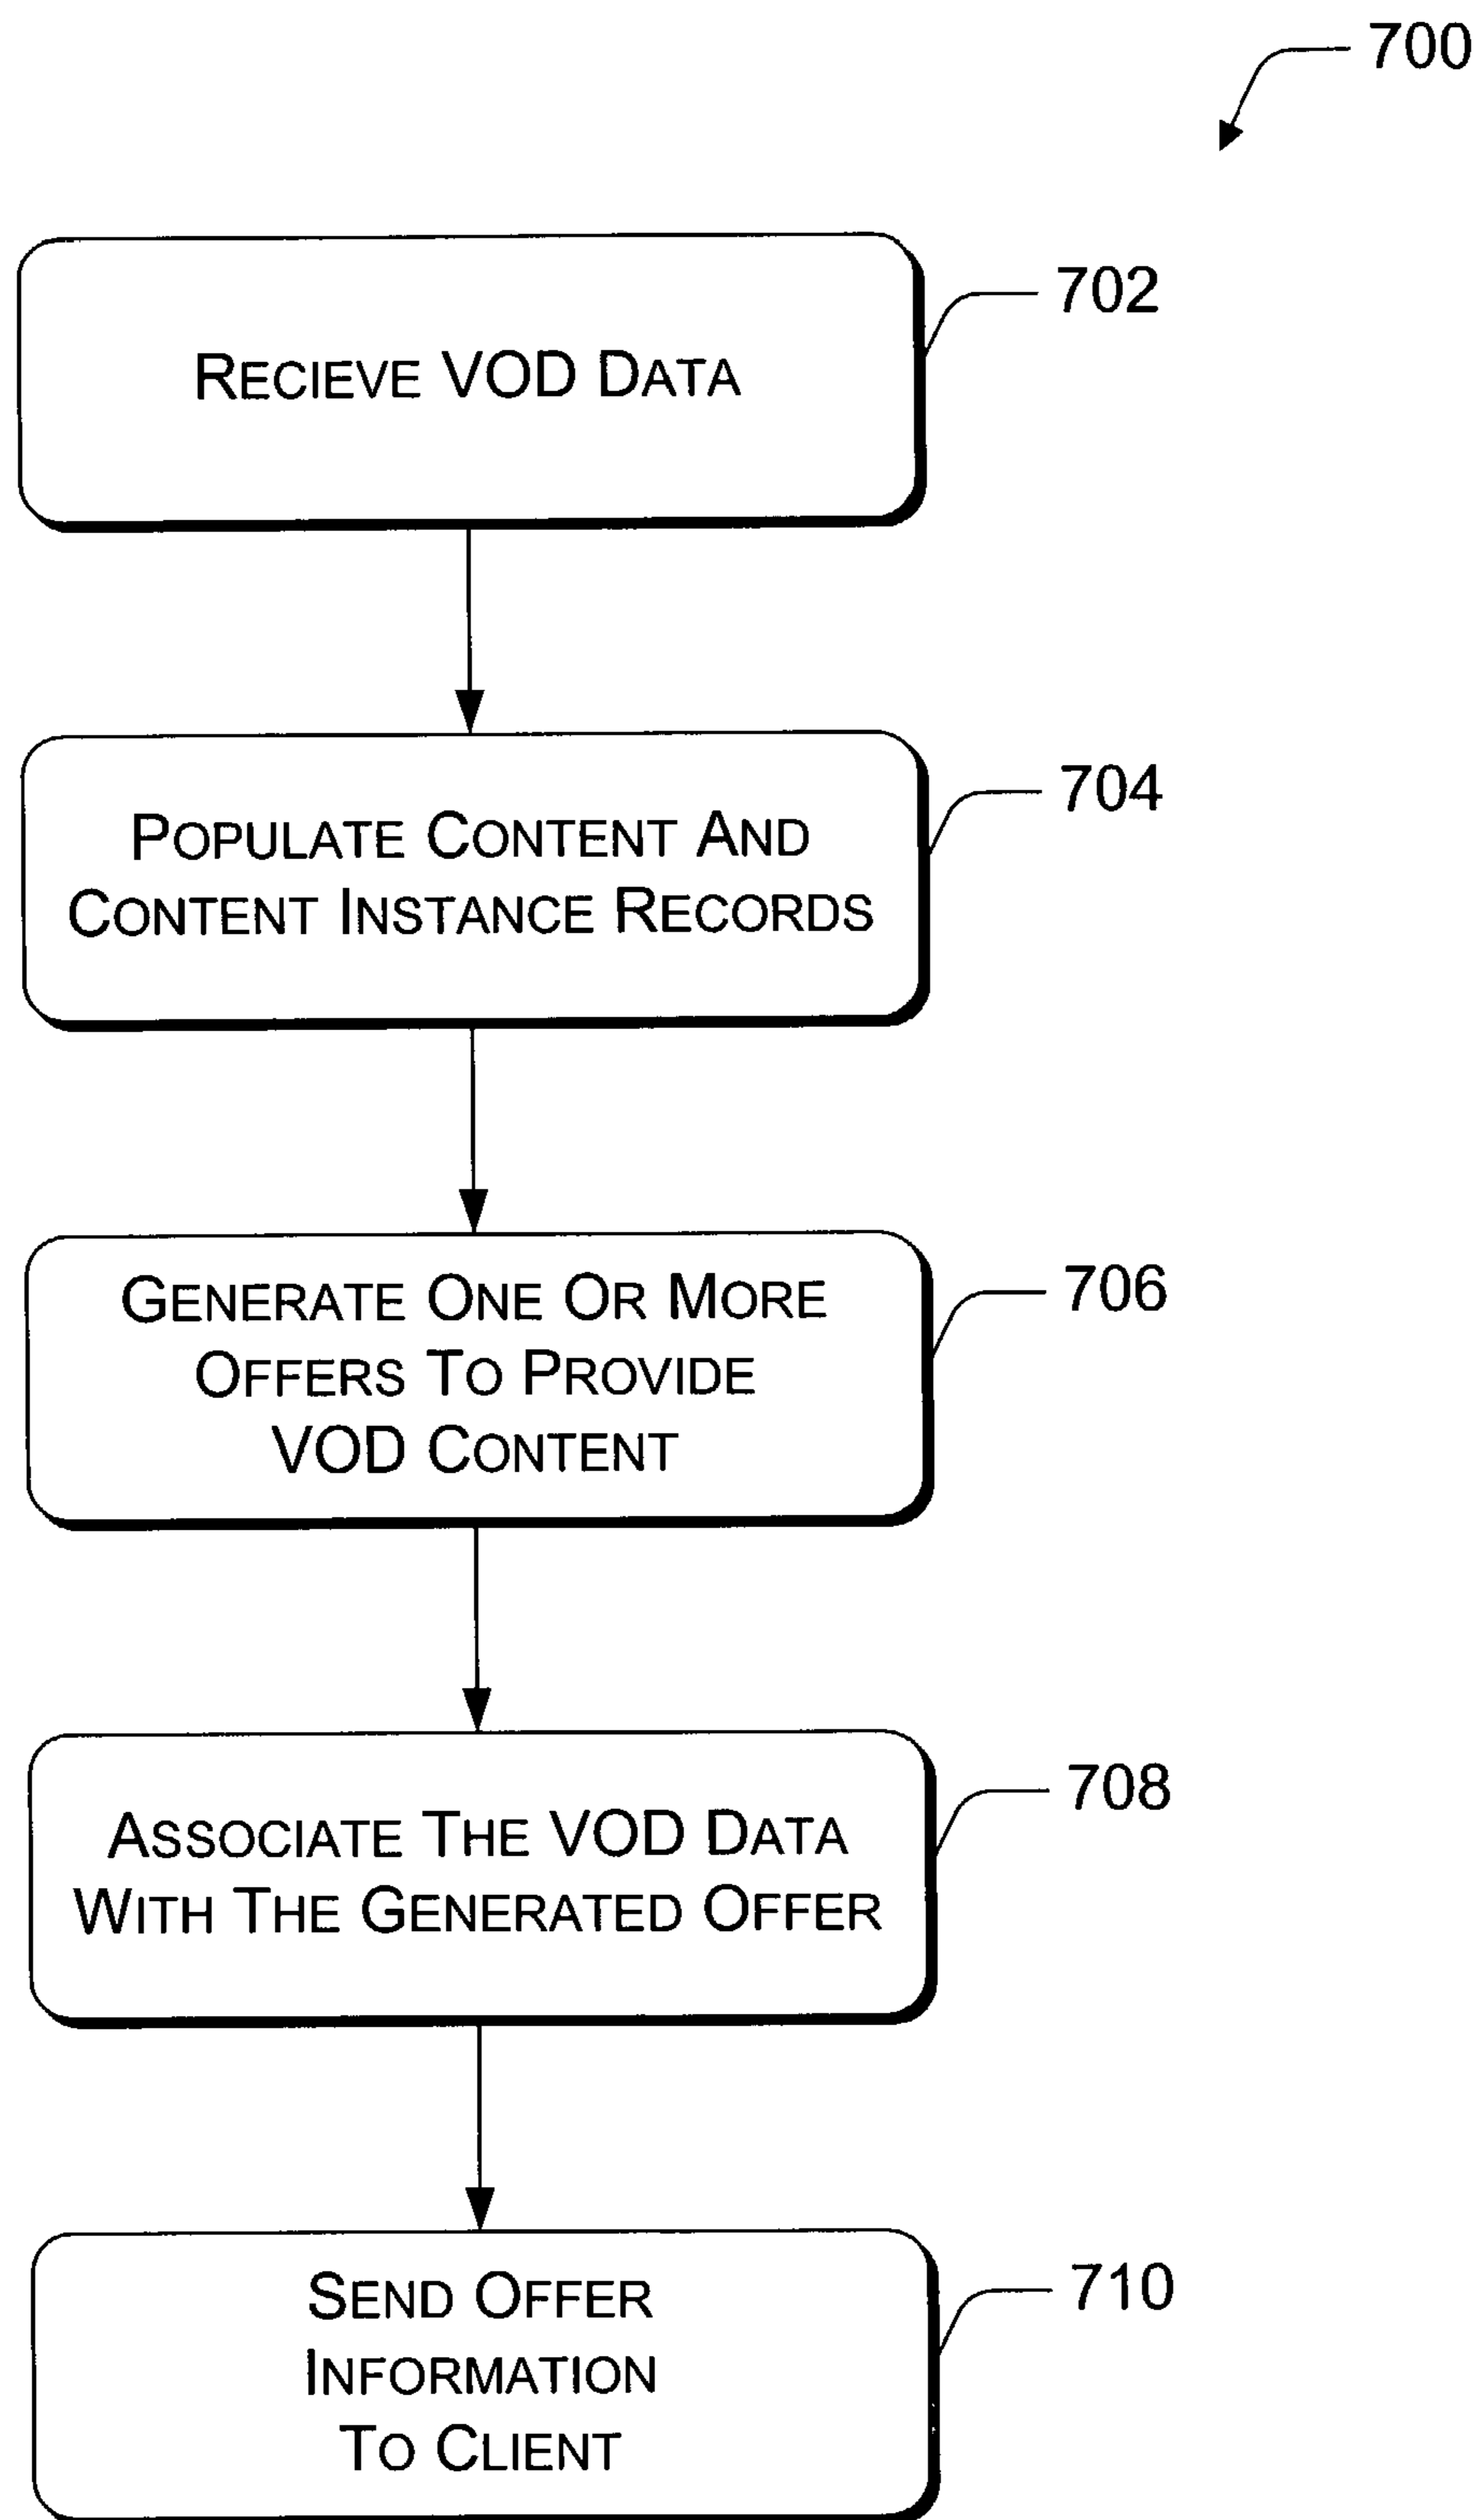 700
702
RECIEVE VOD DATA
704
POPULATE CONTENT AND
CONTENT INSTANCE RECORDS
706
GENERATE ONE OR MORE
OFFERS TO PROVIDE
VOD CONTENT
708
ASSOCIATE THE VOD DATA
WITH THE GENERATED OFFER
710
SEND OFFER
INFORMATION
TO CLIENT